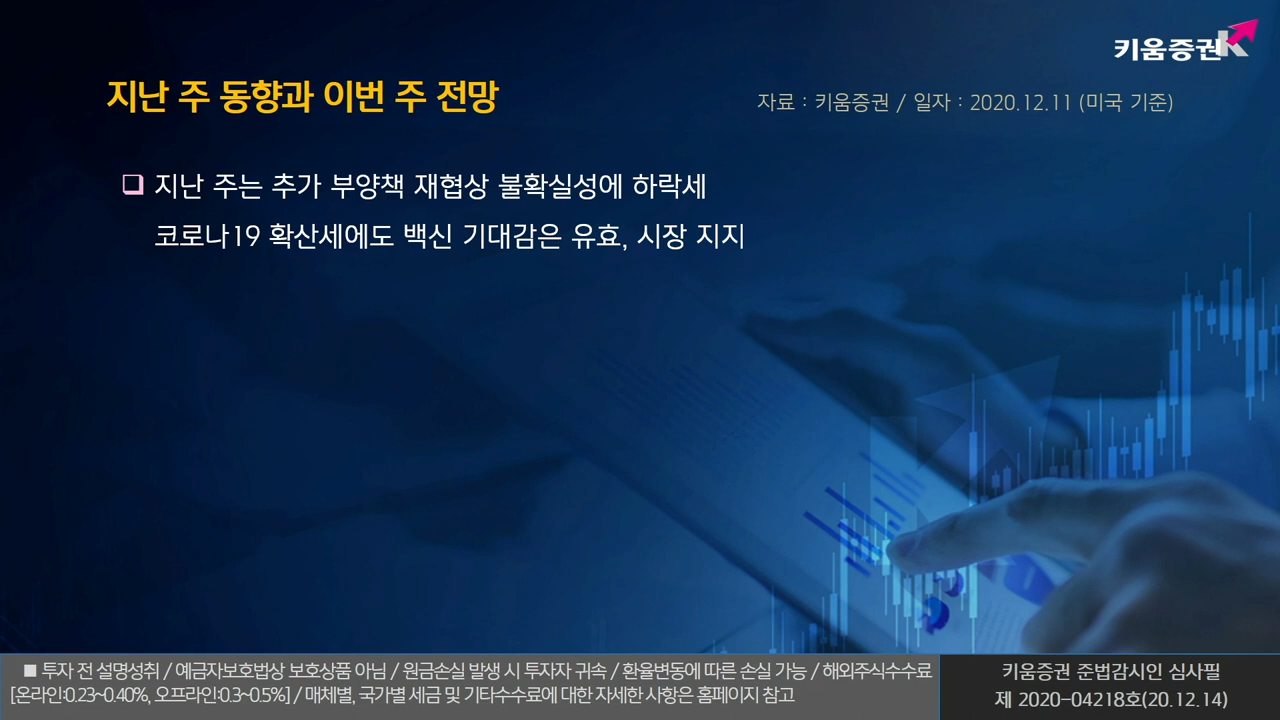 키움증권
지난 주 동향과 이번 주 전망
자료 : 키움증권 / 일자 : 2020.12.11 (미국 기준)
❑ 지난 주는 추가 부양책 재협상 불확실성에 하락세
코로나19 확산세에도 백신 기대감은 유효, 시장 지지
■ 투자 전 설명성취 / 예금자보호법상 보호상품 아님 / 원금손실 발생 시 투자자 귀속 / 환율변동에 따른 손실 가능 / 해외주식수수료
[온라인:0.23~0.40%, 오프라인:0.3~0.5%] / 매체별, 국가별 세금 및 기타수수료에 대한 자세한 사항은 홈페이지 참고
키움증권 준법감시인 심사필
제 2020-04218호(20.12.14)